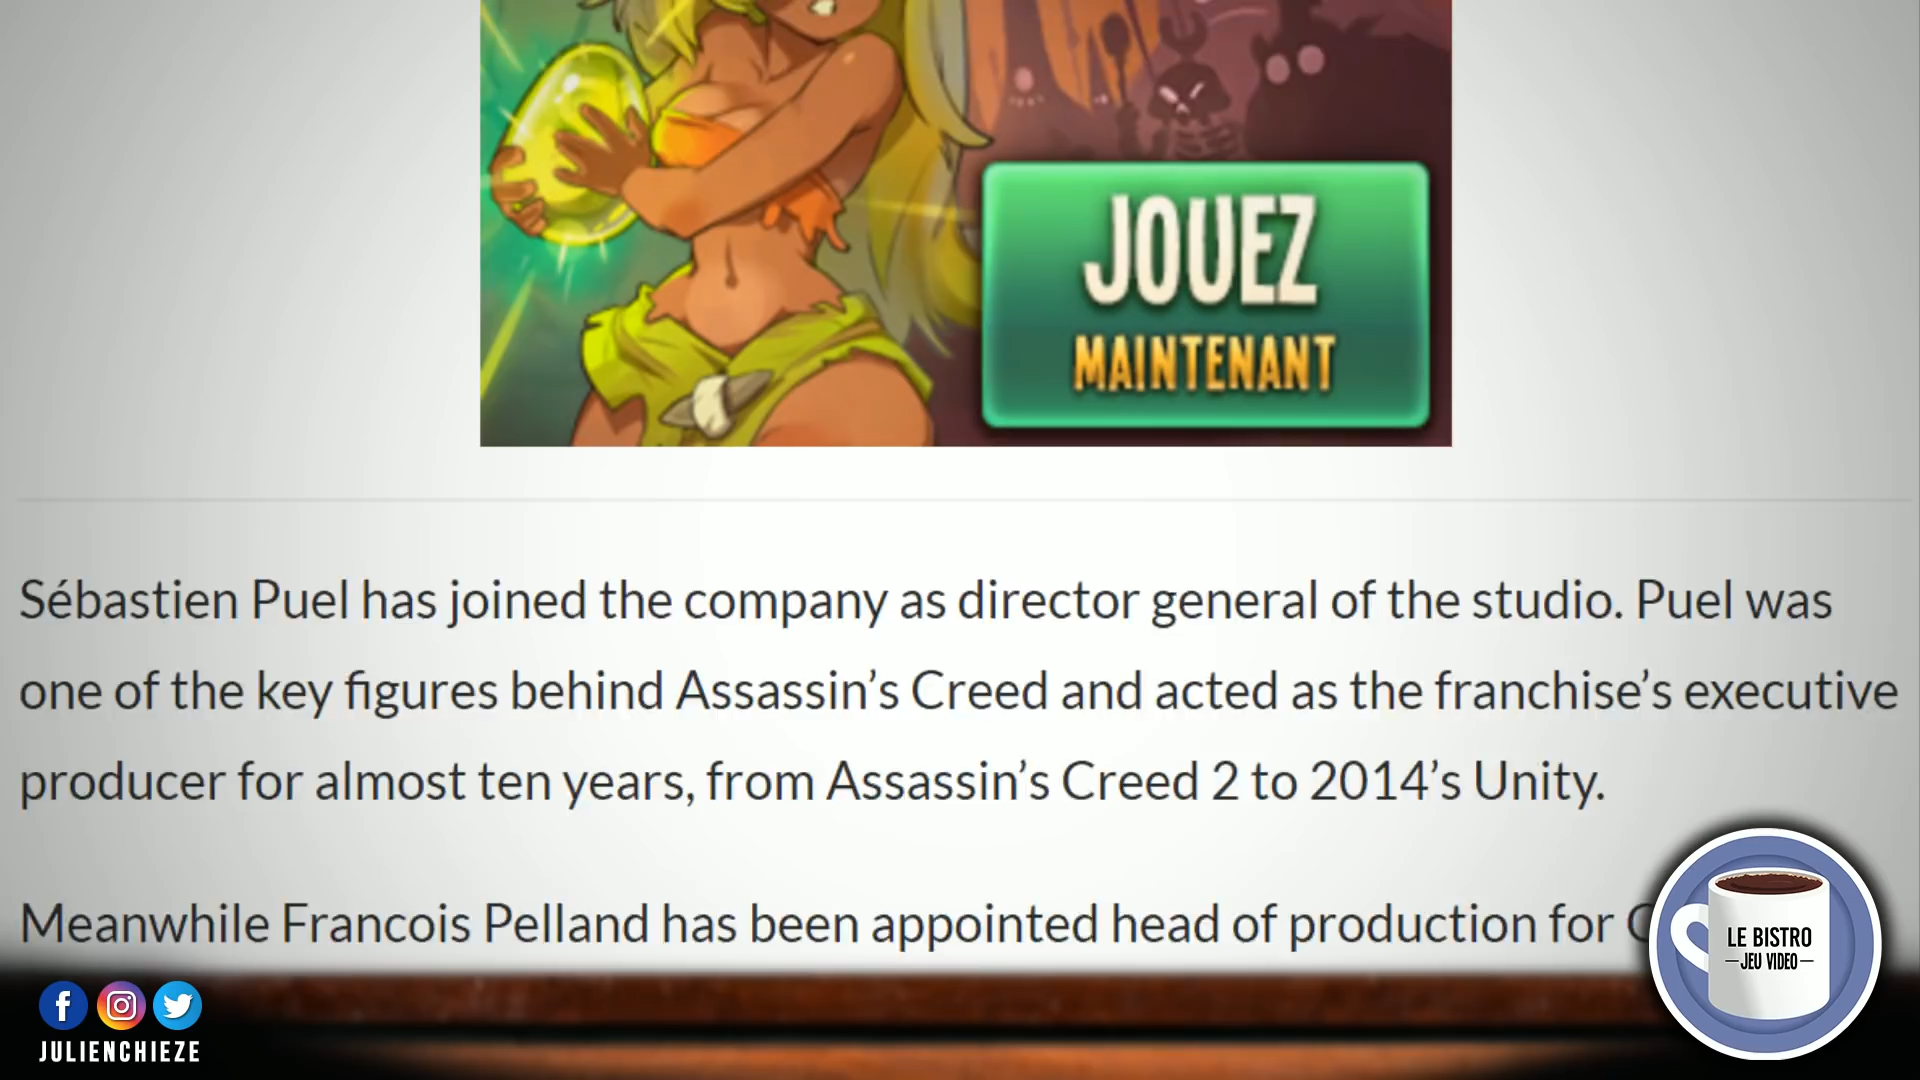 JOUEZ
MAINTENANT
Sébastien Puel has joined the company as director general of the studio. Puel was
one of the key figures behind Assassin’s Creed and acted as the franchise’s executive
producer for almost ten years, from Assassin’s Creed 2 to 2014’s Unity.
Meanwhile Francois Pelland has been appointed head of production for
LE BISTRO
JEU VIDEO
JULIENCHIEZE